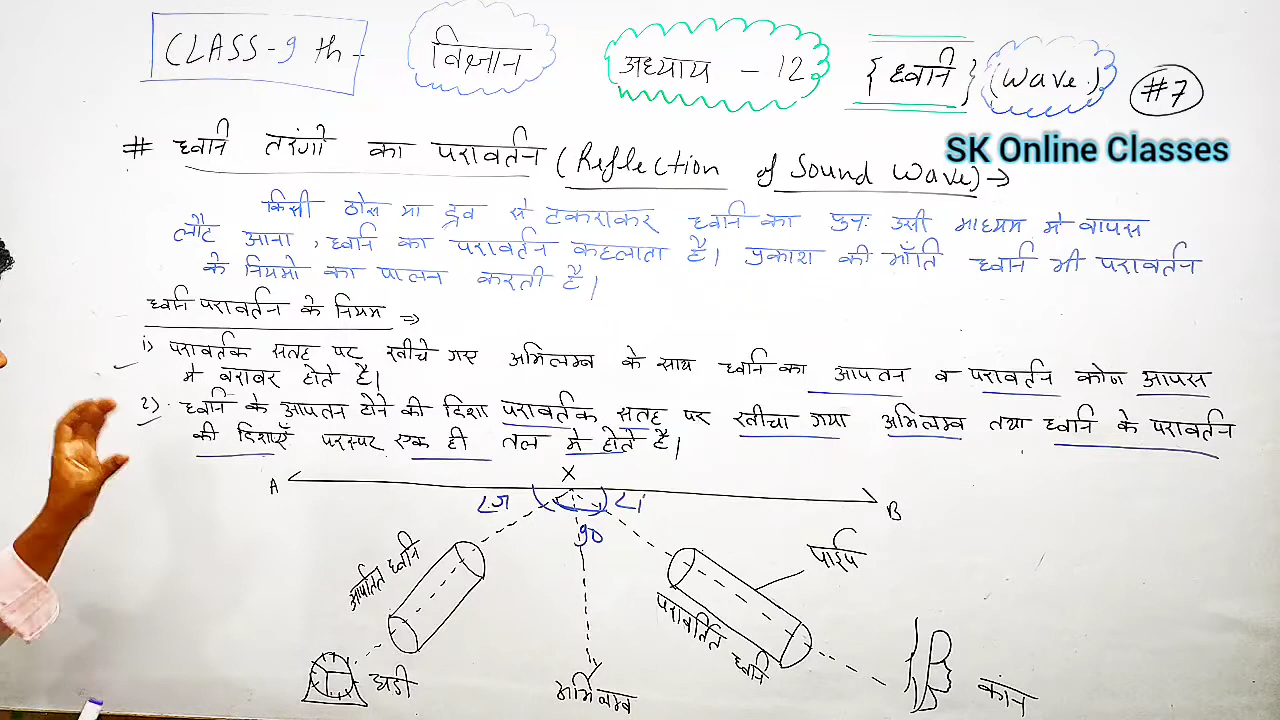 CLASS-9 th विज्ञान अध्याय - 12 { ध्वनि } (Wave) #7
SK Online Classes
# ध्वनि तरंगो का परावर्तन (Reflection of Sound Wave) →
किसी ठोस या द्रव से टकराकर ध्वनि का पुनः उसी माध्यम मे वापस
लौट आना, ध्वनि का परावर्तन कहलाता है। प्रकाश की भाँति ध्वनि भी परावर्तन
के नियमो का पालन करती है।
ध्वनि परावर्तन के नियम ⇒
i) परावर्तक सतह पर खीचे गए अभिलम्ब के साथ ध्वनि का आपतन व परावर्तन कोण आपस
मे बराबर होते है।
2) ध्वनि के आपतन होने की दिशा परावर्तक सतह पर खीचा गया अभिलम्ब तथा ध्वनि के परावर्तन
की दिशाएँ परस्पर एक ही तल मे होते है।
A X B
∠r ∠i
90
आपतित ध्वनि
पाईप
परावर्तित ध्वनि
घडी अभिलम्ब कान